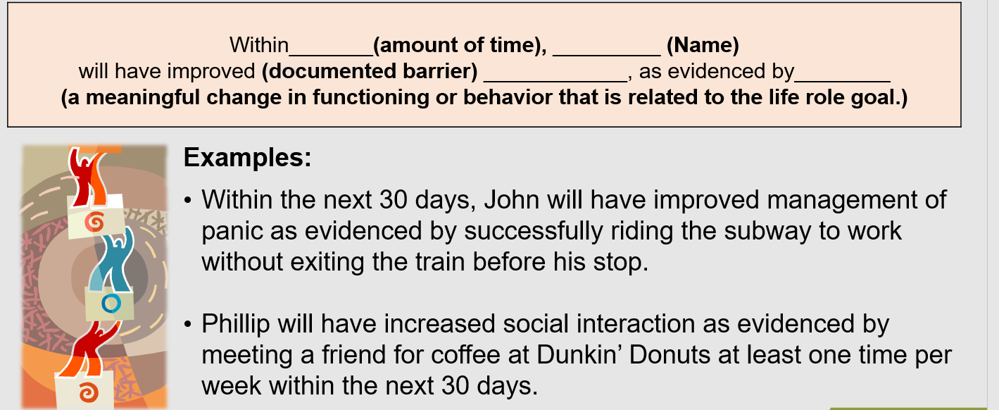 Within_______(amount of time), _________ (Name)
will have improved (documented barrier) ____________, as evidenced by________
(a meaningful change in functioning or behavior that is related to the life role goal.)
Examples:
• Within the next 30 days, John will have improved management of
panic as evidenced by successfully riding the subway to work
without exiting the train before his stop.
• Phillip will have increased social interaction as evidenced by
meeting a friend for coffee at Dunkin’ Donuts at least one time per
week within the next 30 days.